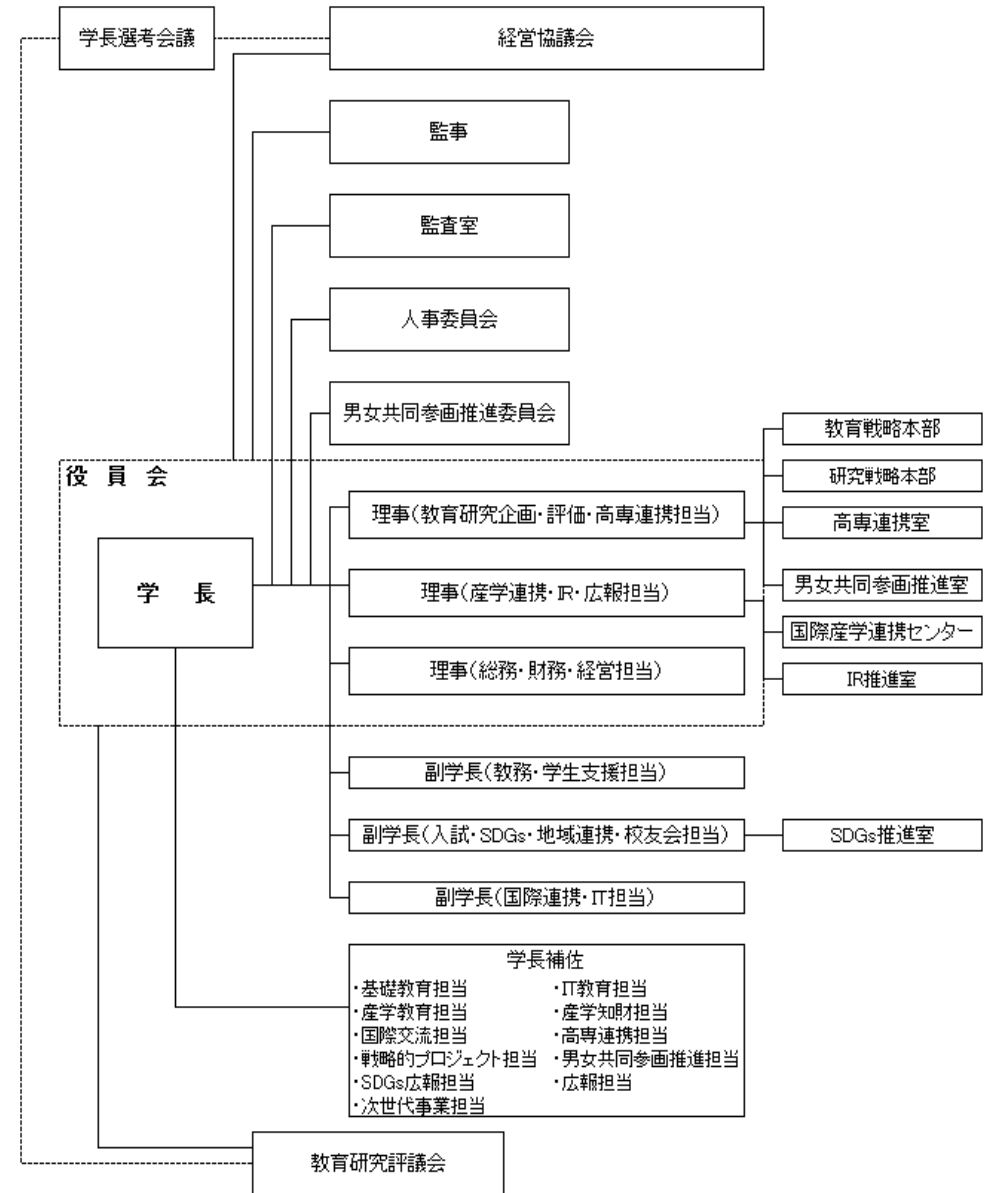 学長選考会議
経営協議会
監事
監査室
人事委員会
男女共同参画推進委員会
役 員 会
学 長
理事(教育研究企画・評価・高専連携担当)
理事(産学連携・IR・広報担当)
理事(総務・財務・経営担当)
教育戦略本部
研究戦略本部
高専連携室
男女共同参画推進室
国際産学連携センター
IR推進室
副学長(教務・学生支援担当)
副学長(入試・SDGs・地域連携・校友会担当)
SDGs推進室
副学長(国際連携・IT担当)
学長補佐
・基礎教育担当 ・IT教育担当
・産学教育担当 ・産学知財担当
・国際交流担当 ・高専連携担当
・戦略的プロジェクト担当 ・男女共同参画推進担当
・SDGs広報担当 ・広報担当
・次世代事業担当
教育研究評議会